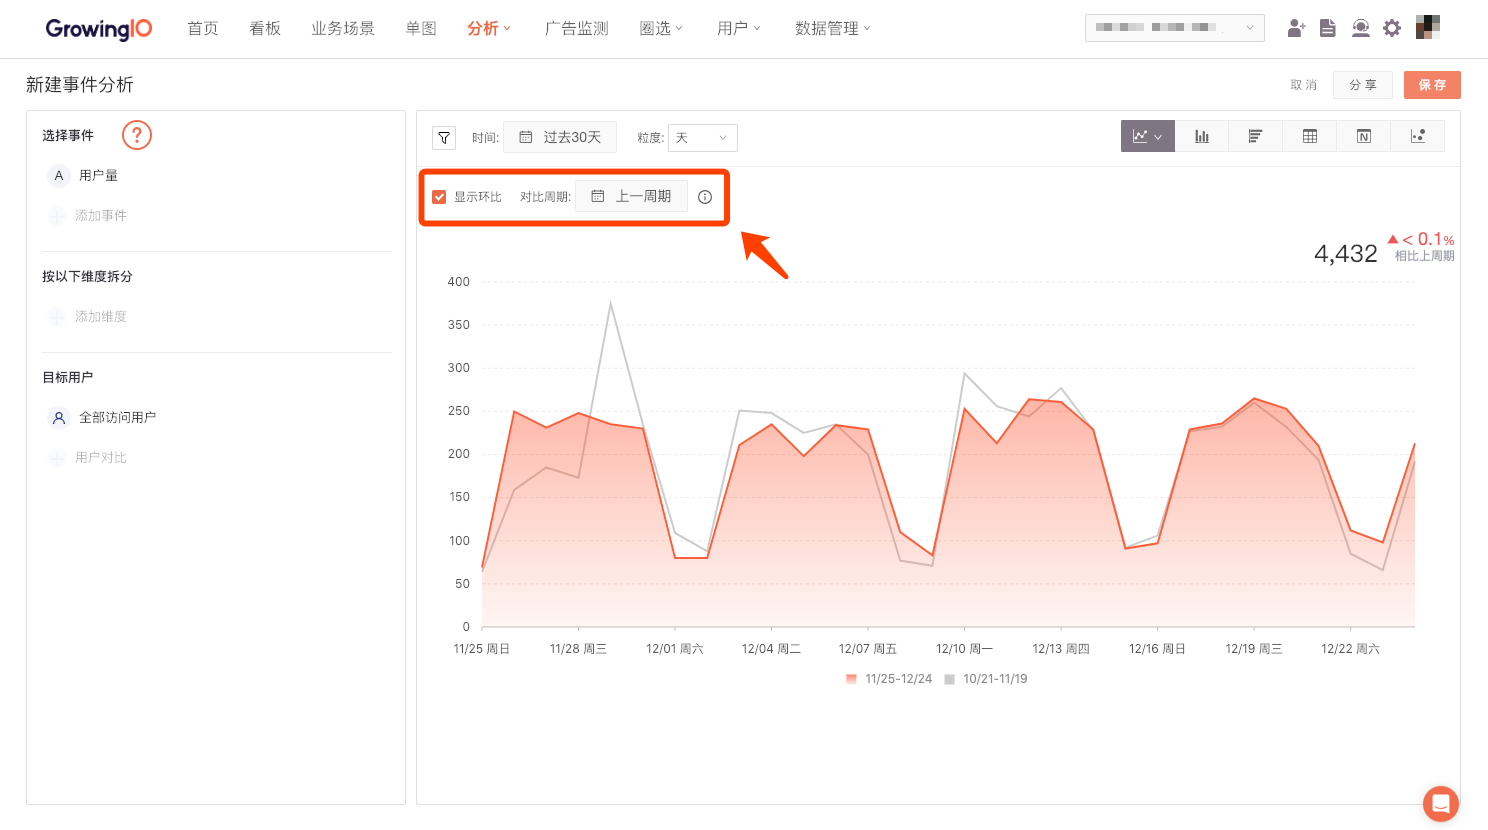 GrowingIO 首页 看板 业务场景 单图 分析 广告监测 圈选 用户 数据管理
新建事件分析 取消 分享 保存
选择事件 ?
A 用户量
添加事件
按以下维度拆分
添加维度
目标用户
全部访问用户
用户对比
时间: 过去30天 粒度: 天
N
显示环比 对比周期: 上一周期
4,432 < 0.1%
相比上周期
400
350
300
250
200
150
100
50
0
11/25 周日 11/28 周三 12/01 周六 12/04 周二 12/07 周五 12/10 周一 12/13 周四 12/16 周日 12/19 周三 12/22 周六
11/25-12/24 10/21-11/19